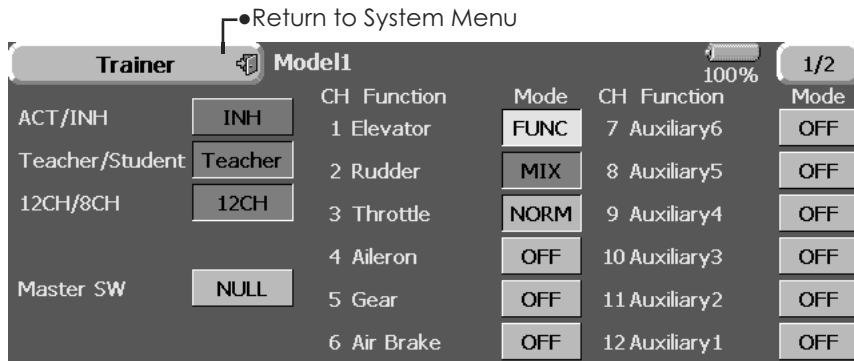 ●Return to System Menu
Trainer
Model1
100%
1/2
CH Function Mode CH Function Mode
ACT/INH INH
1 Elevator FUNC 7 Auxiliary6 OFF
Teacher/Student Teacher
2 Rudder MIX 8 Auxiliary5 OFF
12CH/8CH 12CH
3 Throttle NORM 9 Auxiliary4 OFF
4 Aileron OFF 10 Auxiliary3 OFF
Master SW NULL
5 Gear OFF 11 Auxiliary2 OFF
6 Air Brake OFF 12 Auxiliary1 OFF